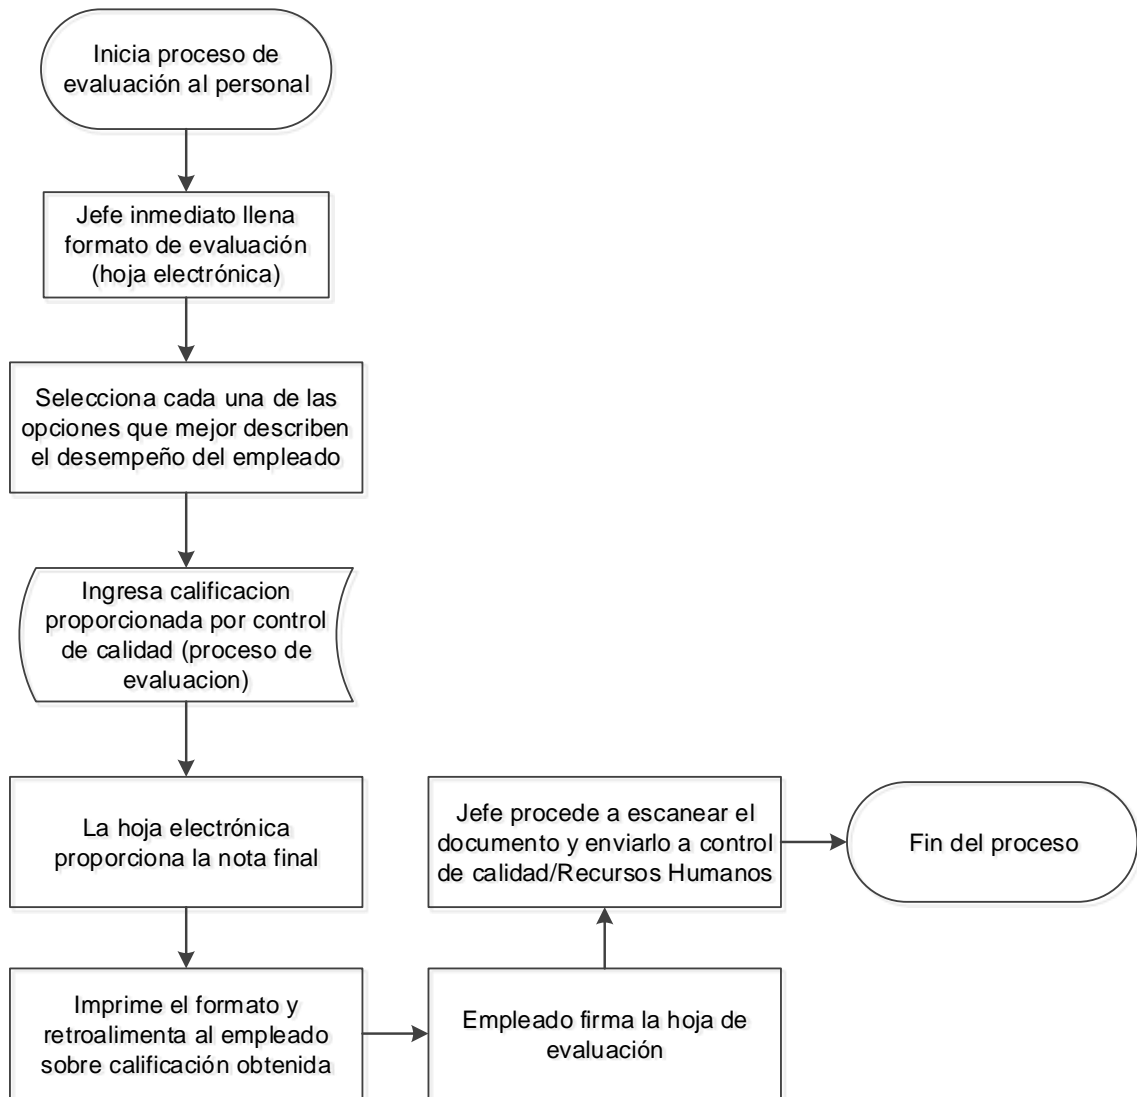 Inicia proceso de
evaluación al personal
Jefe inmediato llena
formato de evaluación
(hoja electrónica)
Selecciona cada una de las
opciones que mejor describen
el desempeño del empleado
Ingresa calificacion
proporcionada por control
de calidad (proceso de
evaluacion)
La hoja electrónica
proporciona la nota final
Imprime el formato y
retroalimenta al empleado
sobre calificación obtenida
Empleado firma la hoja de
evaluación
Jefe procede a escanear el
documento y enviarlo a control
de calidad/Recursos Humanos
Fin del proceso